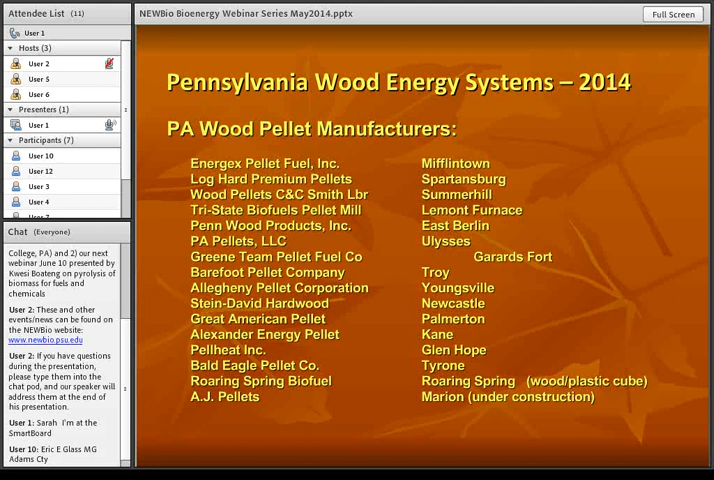 Attendee List (11)
User 1
Hosts (3)
User 2
User 5
User 6
Presenters (1)
User 1
Participants (7)
User 10
User 12
User 3
User 4
Chat (Everyone)
College, PA) and 2) our next
webinar June 10 presented by
Kwesi Boateng on pyrolysis of
biomass for fuels and
chemicals
User 2: These and other
events/news can be found on
the NEWBio website:
www.newbio.psu.edu
User 2: If you have questions
during the presentation,
please type them into the
chat pod, and our speaker will
address them at the end of
his presentation.
User 1: Sarah I'm at the
SmartBoard
User 10: Eric E Glass MG
Adams Cty
NEWBio Bioenergy Webinar Series May2014.pptx
Full Screen
Pennsylvania Wood Energy Systems – 2014
PA Wood Pellet Manufacturers:
Energex Pellet Fuel, Inc. Mifflintown
Log Hard Premium Pellets Spartansburg
Wood Pellets C&C Smith Lbr Summerhill
Tri-State Biofuels Pellet Mill Lemont Furnace
Penn Wood Products, Inc. East Berlin
PA Pellets, LLC Ulysses
Greene Team Pellet Fuel Co Garards Fort
Barefoot Pellet Company Troy
Allegheny Pellet Corporation Youngsville
Stein-David Hardwood Newcastle
Great American Pellet Palmerton
Alexander Energy Pellet Kane
Pellheat Inc. Glen Hope
Bald Eagle Pellet Co. Tyrone
Roaring Spring Biofuel Roaring Spring (wood/plastic cube)
A.J. Pellets Marion (under construction)